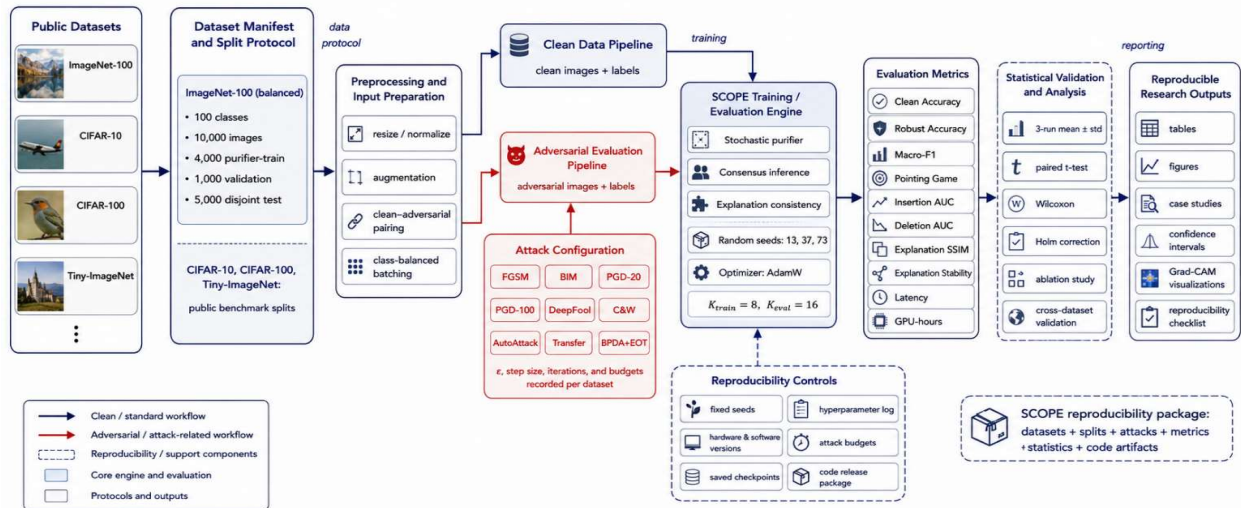 Public Datasets
ImageNet-100
CIFAR-10
CIFAR-100
Tiny-ImageNet
Dataset Manifest
and Split Protocol
ImageNet-100 (balanced)
• 100 classes
• 10,000 images
• 4,000 purifier-train
• 1,000 validation
• 5,000 disjoint test
CIFAR-10, CIFAR-100,
Tiny-ImageNet:
public benchmark splits
data
protocol
Preprocessing and
Input Preparation
resize / normalize
augmentation
clean–adversarial
pairing
class-balanced
batching
Clean Data Pipeline
clean images + labels
training
Adversarial Evaluation
Pipeline
adversarial images + labels
Attack Configuration
FGSM
BIM
PGD-20
PGD-100
DeepFool
C&W
AutoAttack
Transfer
BPDA+EOT
ε, step size, iterations, and budgets
recorded per dataset
SCOPE Training /
Evaluation Engine
Stochastic purifier
Consensus inference
Explanation consistency
Random seeds: 13, 37, 73
Optimizer: AdamW
K_train = 8, K_eval = 16
Reproducibility Controls
fixed seeds
hyperparameter log
hardware & software
versions
attack budgets
saved checkpoints
code release
package
Evaluation Metrics
Clean Accuracy
Robust Accuracy
Macro-F1
Pointing Game
Insertion AUC
Deletion AUC
Explanation SSIM
Explanation Stability
Latency
GPU-hours
Statistical Validation
and Analysis
3-run mean ± std
t
paired t-test
W
Wilcoxon
Holm correction
ablation study
cross-dataset
validation
reporting
Reproducible
Research Outputs
tables
figures
case studies
confidence
intervals
Grad-CAM
visualizations
reproducibility
checklist
Clean / standard workflow
Adversarial / attack-related workflow
Reproducibility / support components
Core engine and evaluation
Protocols and outputs
SCOPE reproducibility package:
datasets + splits + attacks + metrics
+ statistics + code artifacts